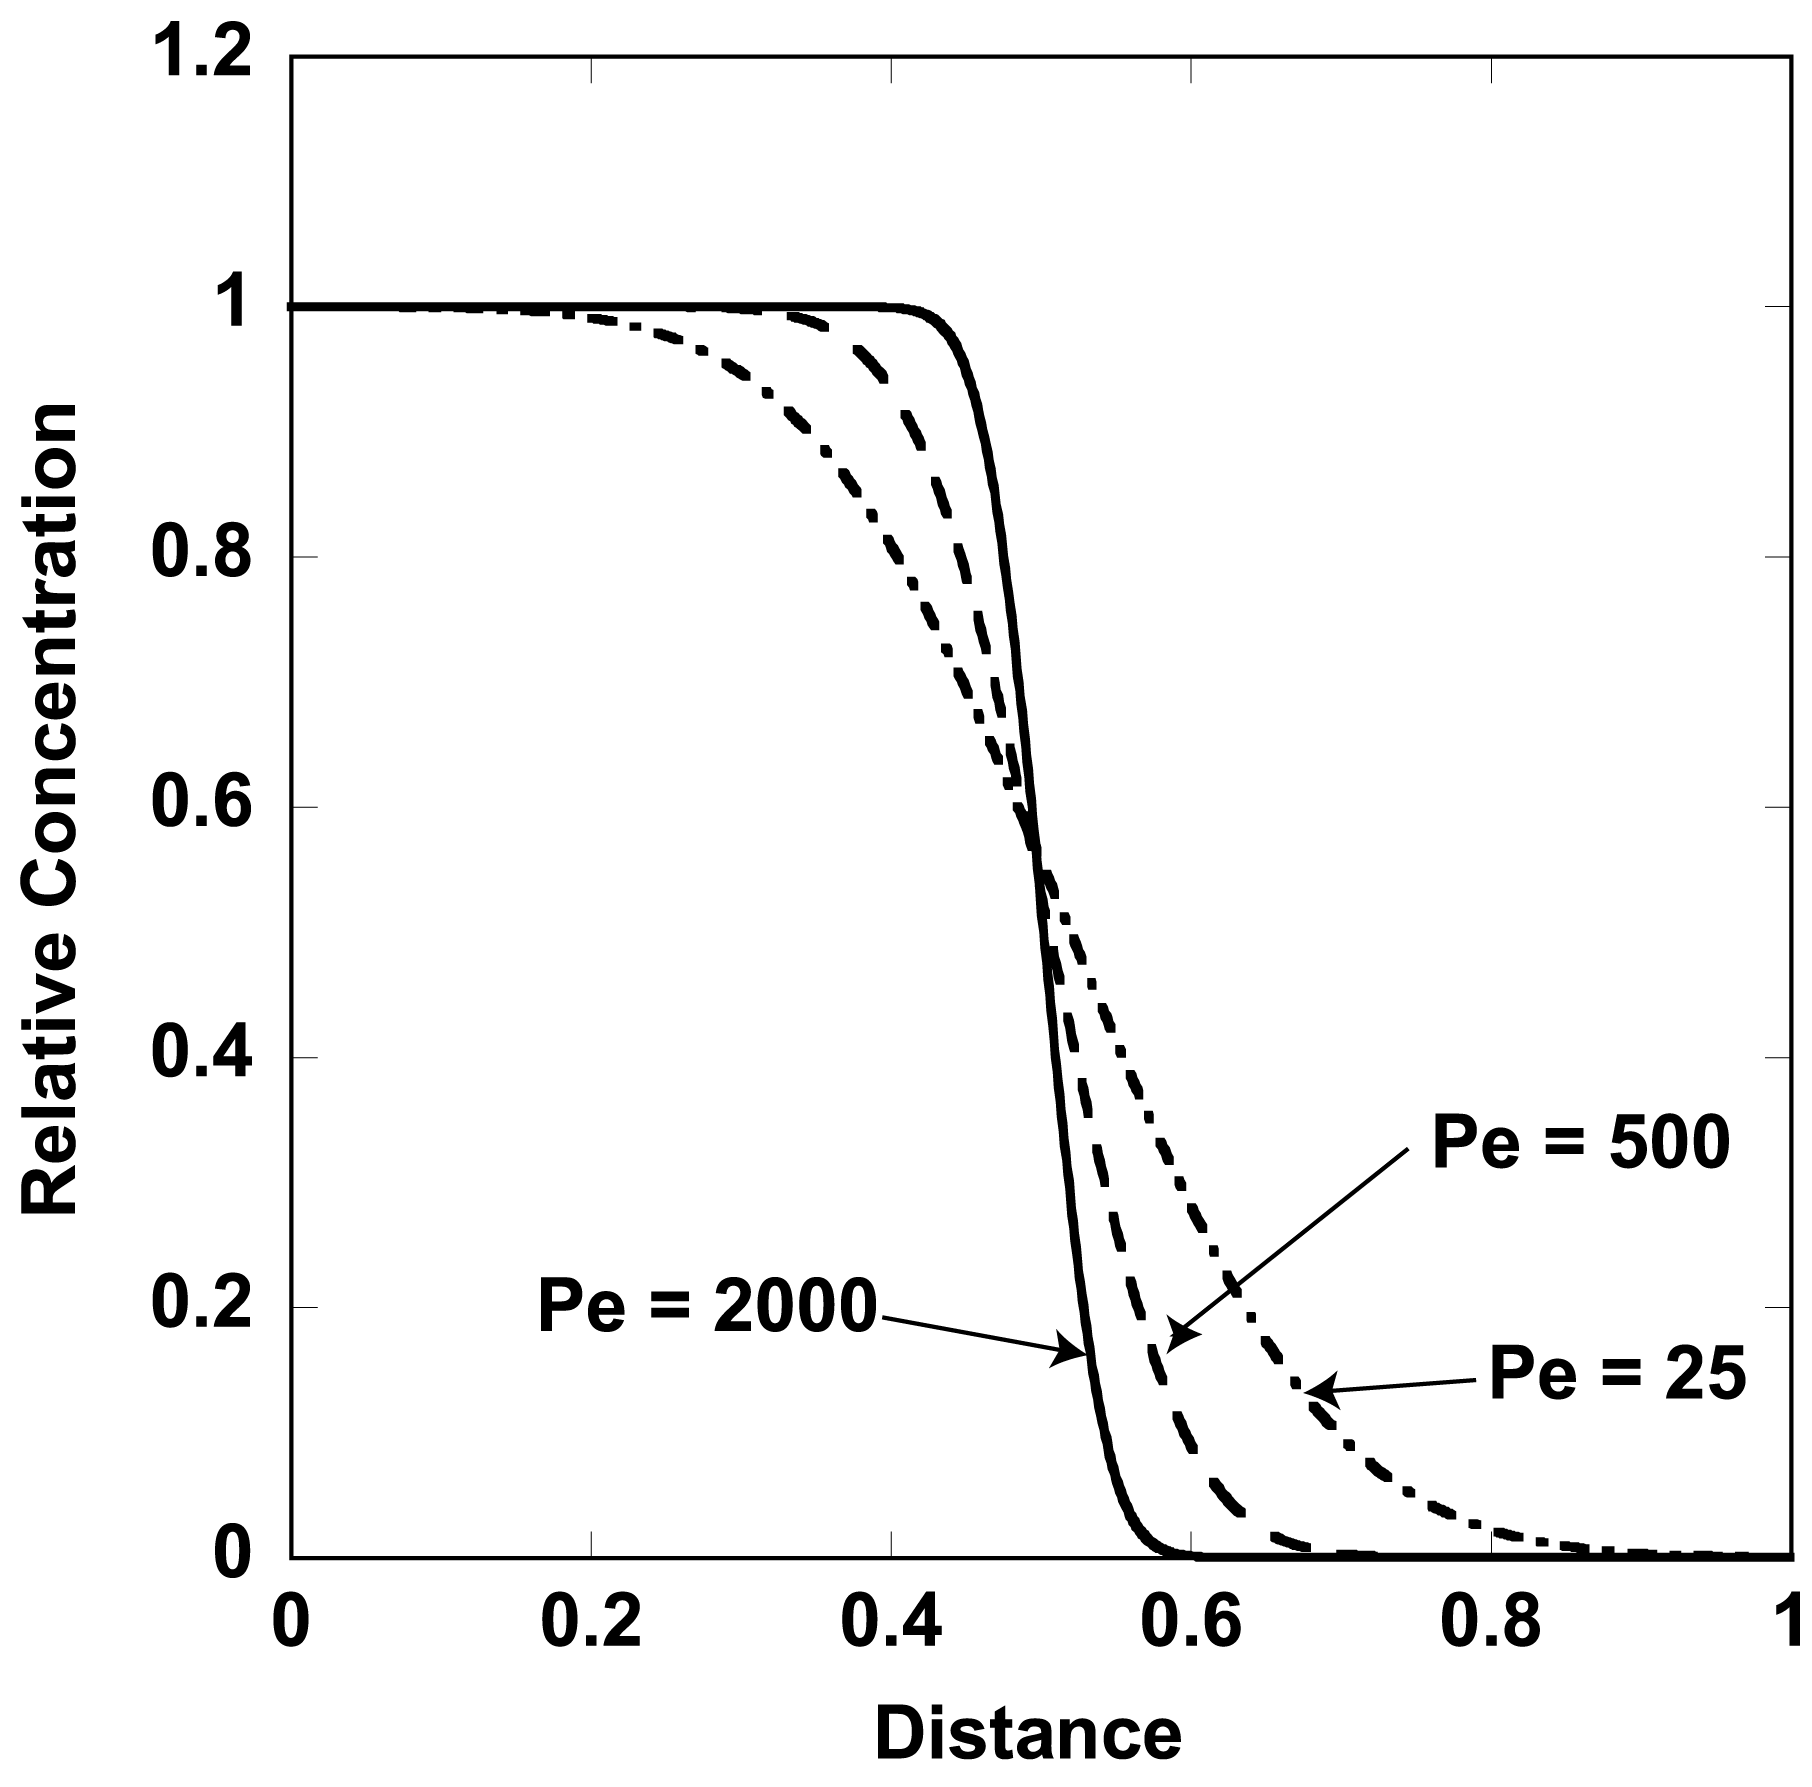 1.2
1
0.8
0.6
0.4
0.2
0
Relative Concentration
Pe = 500
Pe = 2000
Pe = 25
0 0.2 0.4 0.6 0.8 1
Distance